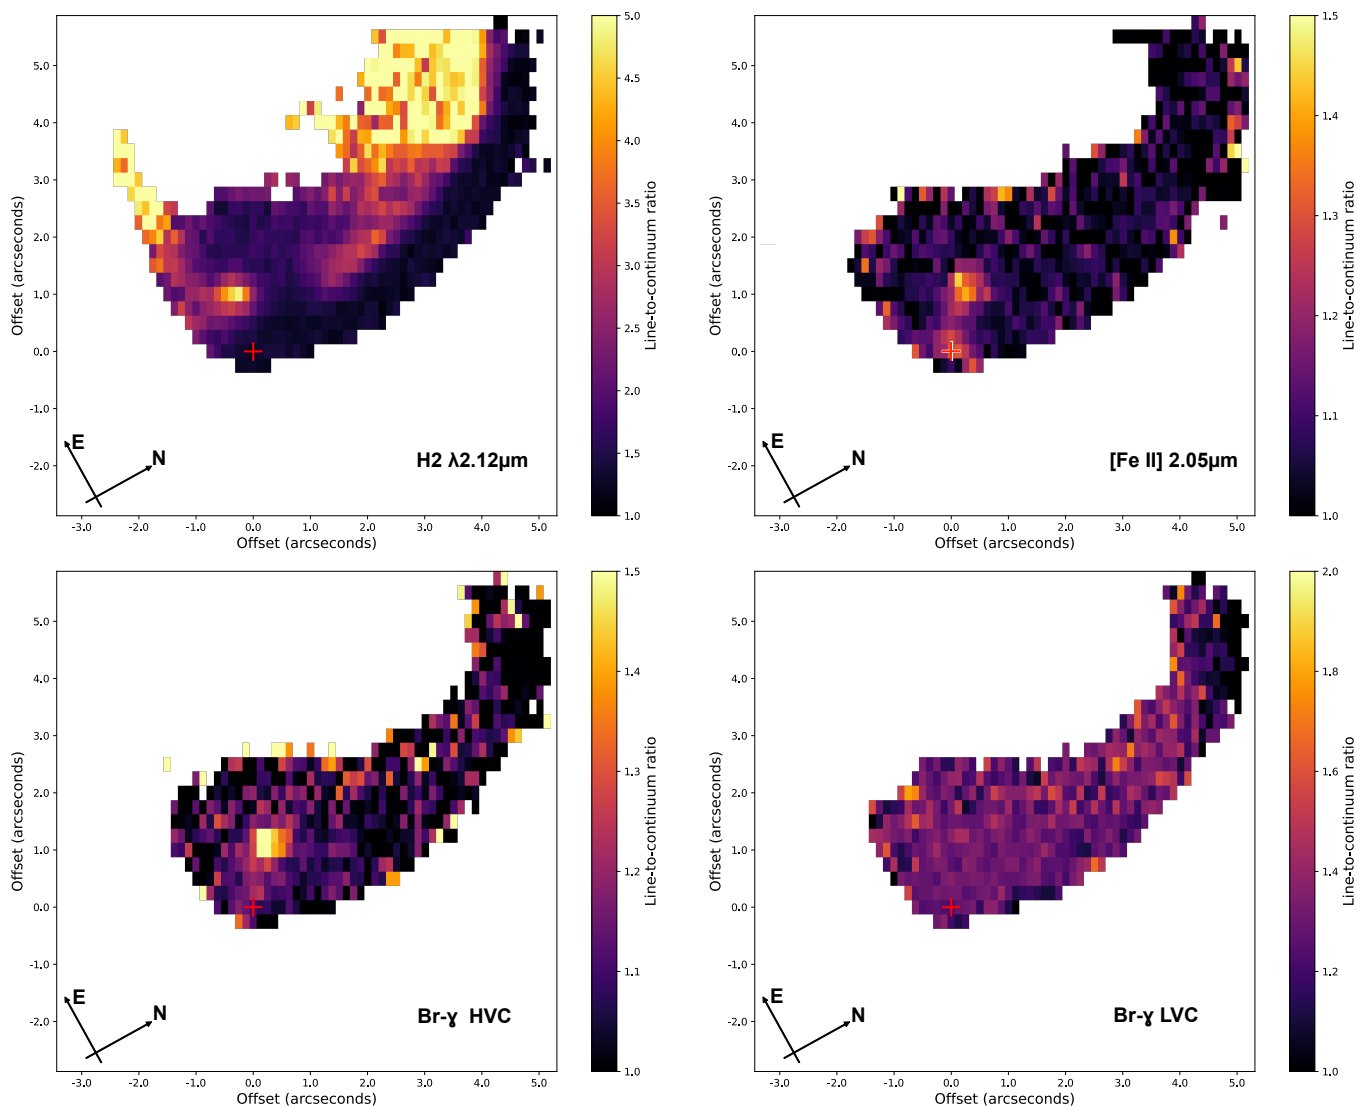 5.0
4.0
3.0
2.0
1.0
0.0
-1.0
-2.0
Offset (arcseconds)
-3.0 -2.0 -1.0 0.0 1.0 2.0 3.0 4.0 5.0
Offset (arcseconds)
E
N
H2 λ2.12μm
5.0
4.5
4.0
3.5
3.0
2.5
2.0
1.5
1.0
Line-to-continuum ratio
5.0
4.0
3.0
2.0
1.0
0.0
-1.0
-2.0
Offset (arcseconds)
-3.0 -2.0 -1.0 0.0 1.0 2.0 3.0 4.0 5.0
Offset (arcseconds)
E
N
[Fe II] 2.05μm
1.5
1.4
1.3
1.2
1.1
1.0
Line-to-continuum ratio
5.0
4.0
3.0
2.0
1.0
0.0
-1.0
-2.0
Offset (arcseconds)
-3.0 -2.0 -1.0 0.0 1.0 2.0 3.0 4.0 5.0
Offset (arcseconds)
E
N
Br-ɣ HVC
1.5
1.4
1.3
1.2
1.1
1.0
Line-to-continuum ratio
5.0
4.0
3.0
2.0
1.0
0.0
-1.0
-2.0
Offset (arcseconds)
-3.0 -2.0 -1.0 0.0 1.0 2.0 3.0 4.0 5.0
Offset (arcseconds)
E
N
Br-ɣ LVC
2.0
1.8
1.6
1.4
1.2
1.0
Line-to-continuum ratio